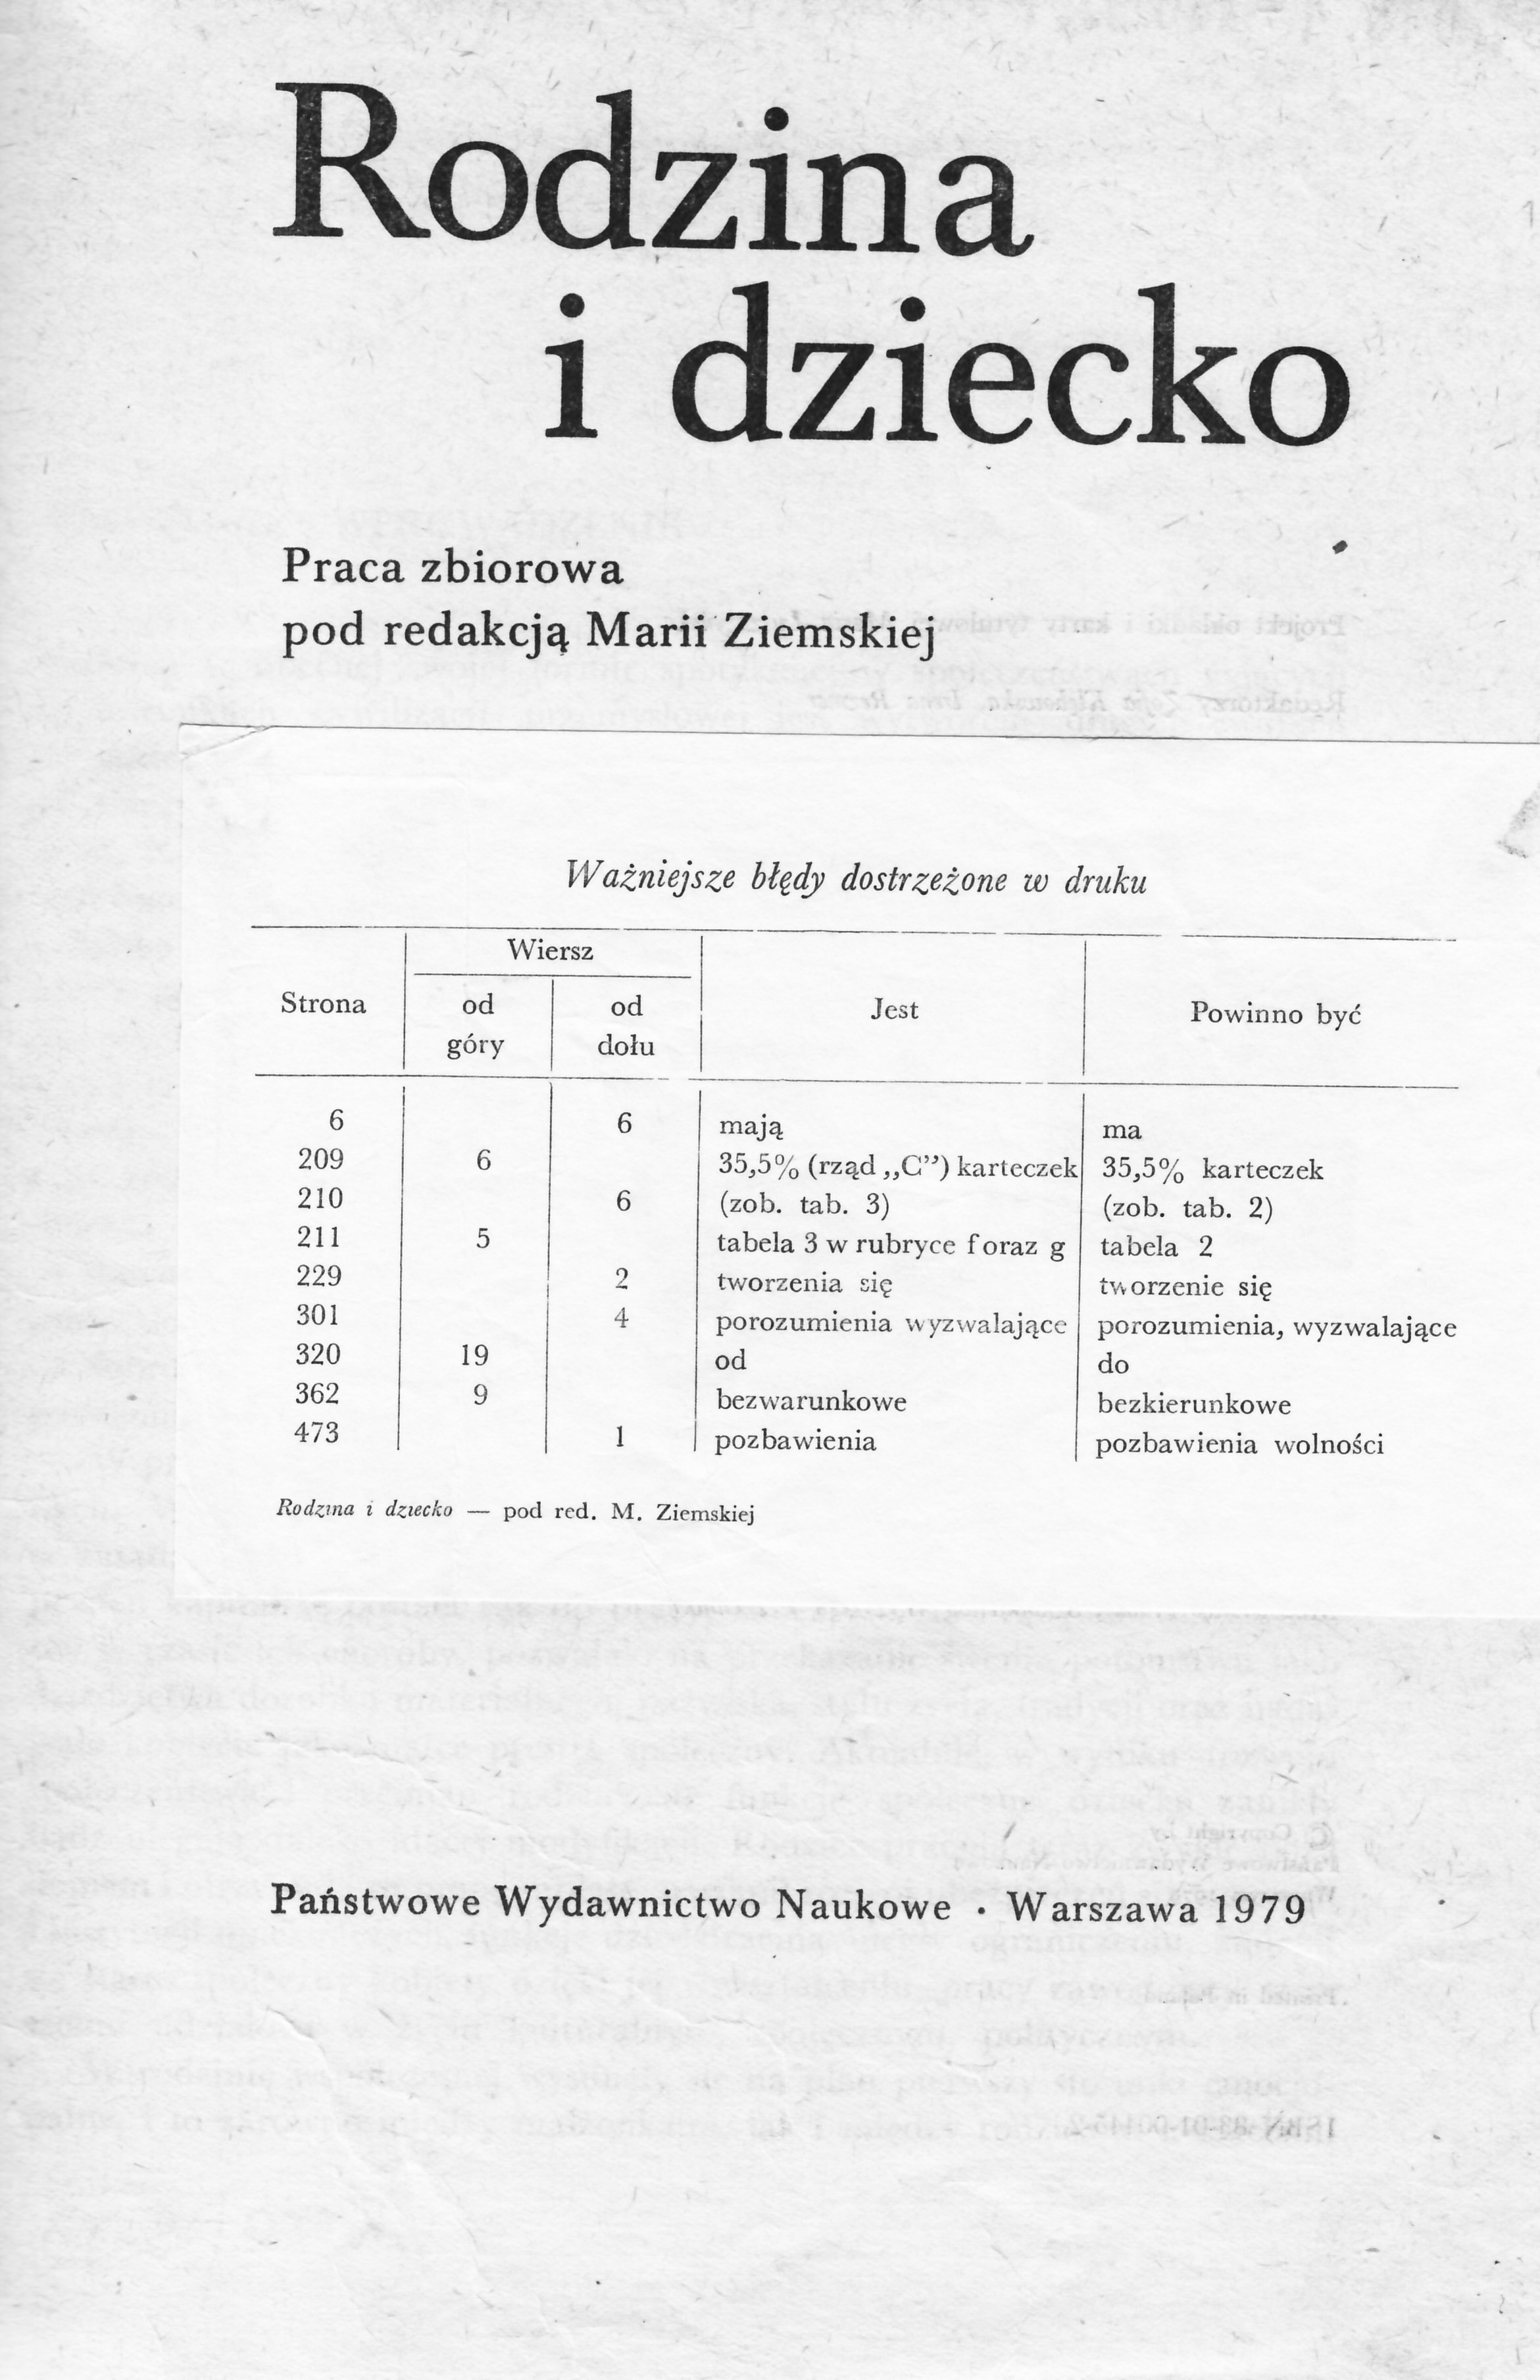 Rodzina
i dziecko
Praca zbiorowa
pod redakcją Marii Ziemskiej
Ważniejsze błędy dostrzeżone w druku
Strona Wiersz Jest Powinno być
od góry od dołu
6 6 mają ma
209 6 35,5% (rząd „C”) karteczek 35,5% karteczek
210 6 (zob. tab. 3) (zob. tab. 2)
211 5 tabela 3 w rubryce f oraz g tabela 2
229 2 tworzenia się tworzenie się
301 4 porozumienia wyzwalające porozumienia, wyzwalające
320 19 od do
362 9 bezwarunkowe bezkierunkowe
473 1 pozbawienia pozbawienia wolności
Rodzina i dziecko — pod red. M. Ziemskiej
Państwowe Wydawnictwo Naukowe · Warszawa 1979